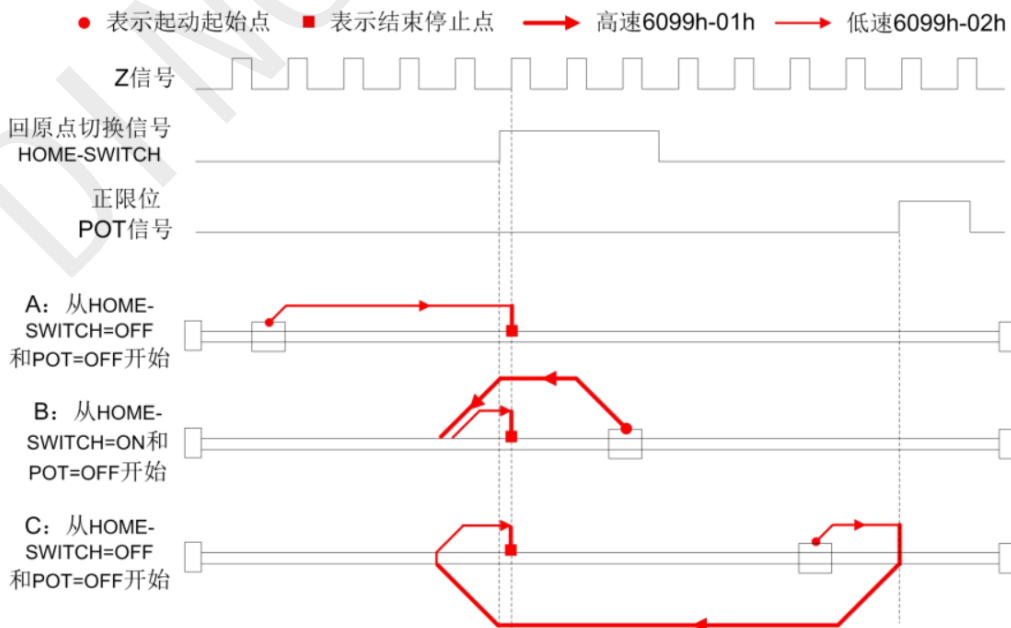 表示起动起始点 表示结束停止点 高速6099h-01h 低速6099h-02h
Z信号
回原点切换信号
HOME-SWITCH
正限位
POT信号
A：从HOME-
SWITCH=OFF
和POT=OFF开始
B：从HOME-
SWITCH=ON和
POT=OFF开始
C：从HOME-
SWITCH=OFF
和POT=OFF开始